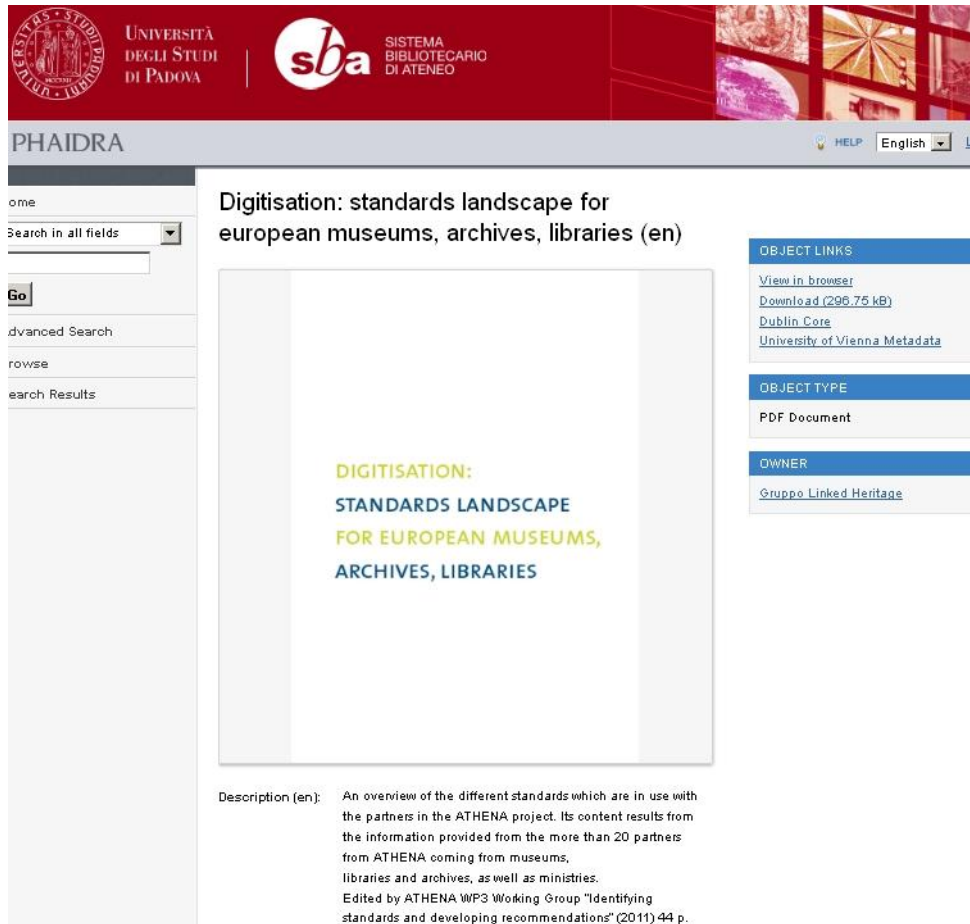 UNIVERSITÀ
DEGLI STUDI
DI PADOVA
sba
SISTEMA
BIBLIOTECARIO
DI ATENEO
PHAIDRA
HELP
English
ome
Search in all fields
Go
dvanced Search
rowse
earch Results
Digitisation: standards landscape for
european museums, archives, libraries (en)
DIGITISATION:
STANDARDS LANDSCAPE
FOR EUROPEAN MUSEUMS,
ARCHIVES, LIBRARIES
Description (en):
An overview of the different standards which are in use with
the partners in the ATHENA project. Its content results from
the information provided from the more than 20 partners
from ATHENA coming from museums,
libraries and archives, as well as ministries.
Edited by ATHENA WP3 Working Group "Identifying
standards and developing recommendations" (2011) 44 p.
OBJECT LINKS
View in browser
Download (296.75 kB)
Dublin Core
University of Vienna Metadata
OBJECT TYPE
PDF Document
OWNER
Gruppo Linked Heritage